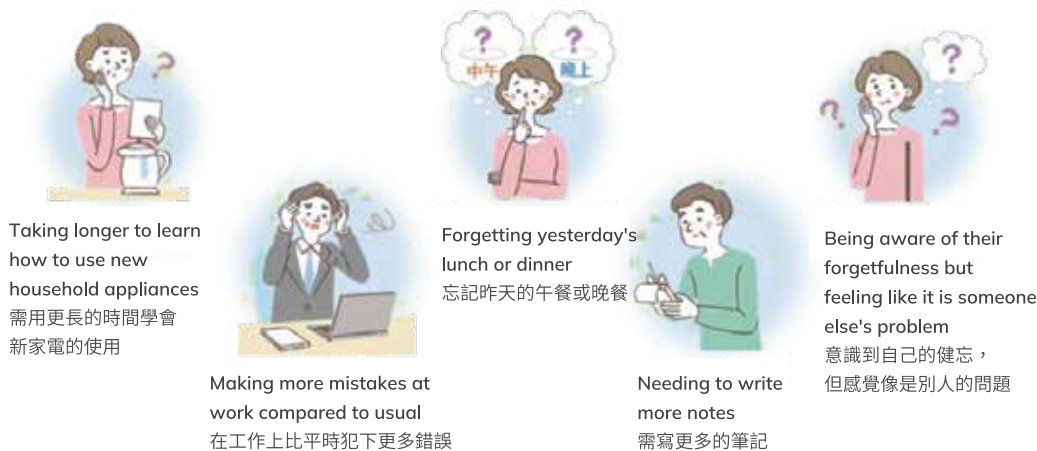 ?
Taking longer to learn
how to use new
household appliances
需用更長的時間學會
新家電的使用
Making more mistakes at
work compared to usual
在工作上比平時犯下更多錯誤
? ?
中午 晚上
Forgetting yesterday's
lunch or dinner
忘記昨天的午餐或晚餐
Needing to write
more notes
需寫更多的筆記
?
? ?
Being aware of their
forgetfulness but
feeling like it is someone
else's problem
意識到自己的健忘，
但感覺像是別人的問題